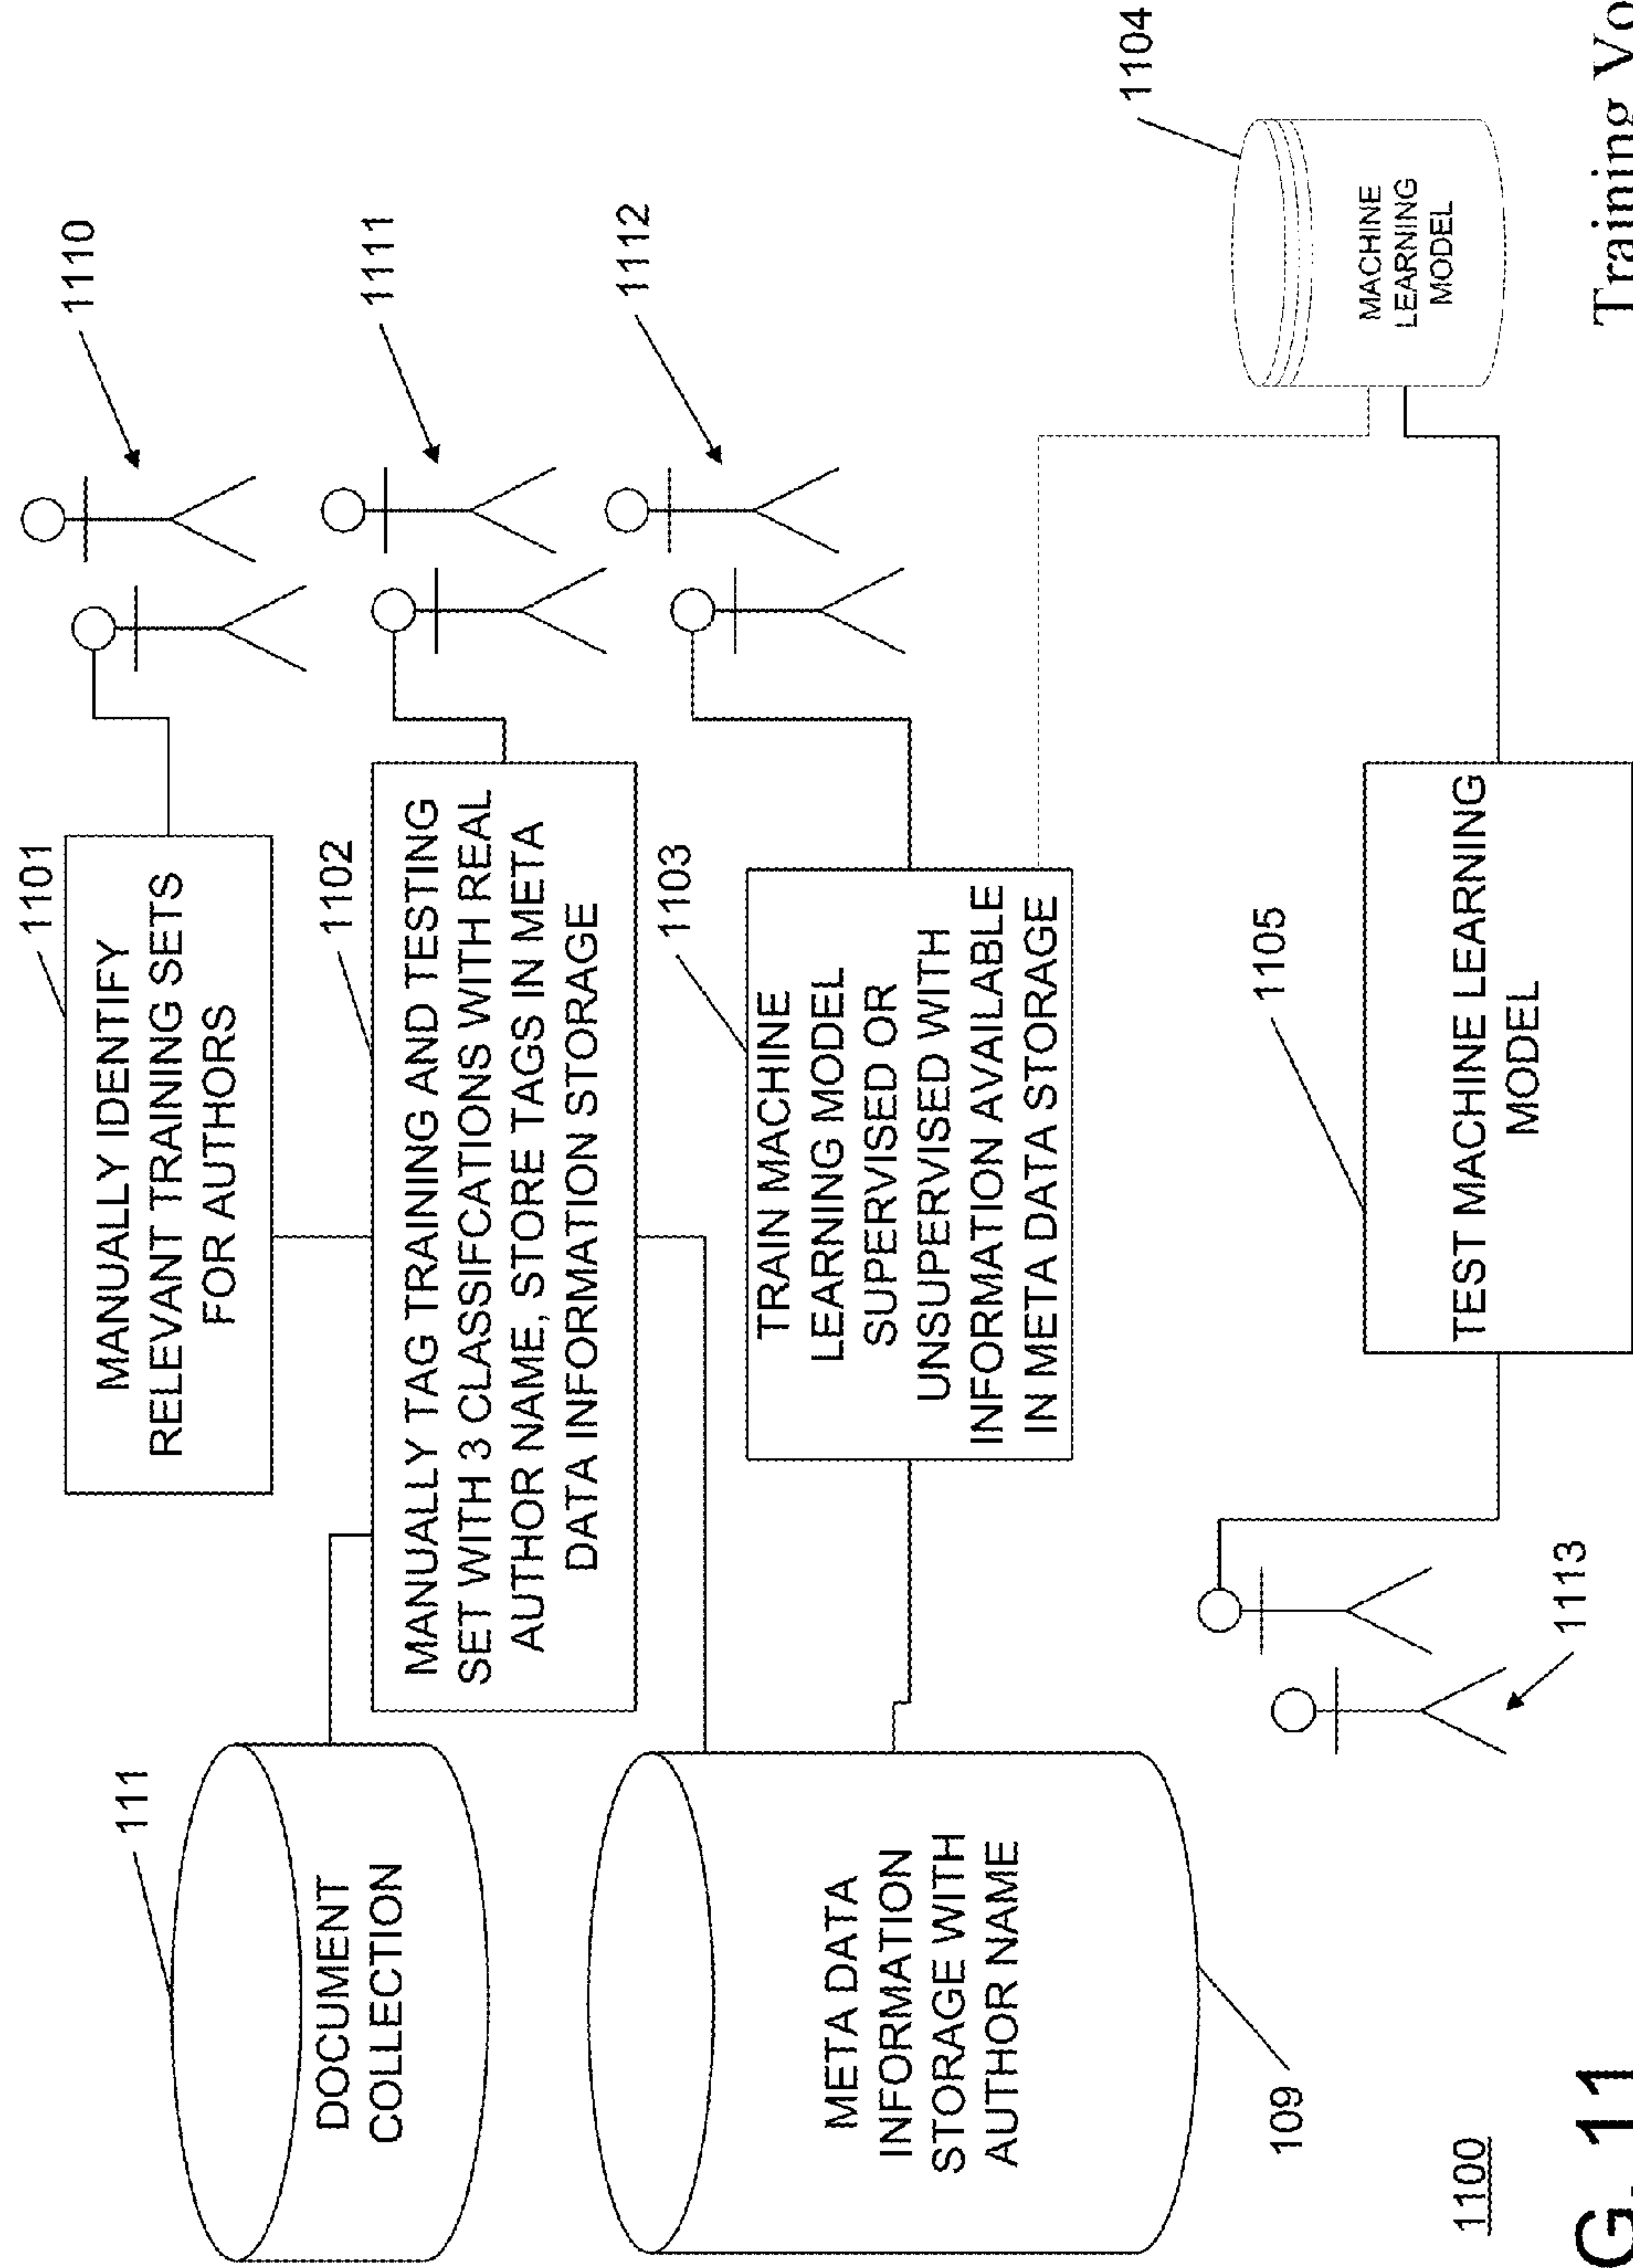 1101
MANUALLY IDENTIFY
RELEVANT TRAINING SETS
FOR AUTHORS
1110
111
DOCUMENT
COLLECTION
1102
MANUALLY TAG TRAINING AND TESTING
SET WITH 3 CLASSIFCATIONS WITH REAL
AUTHOR NAME, STORE TAGS IN META
DATA INFORMATION STORAGE
1111
META DATA
INFORMATION
STORAGE WITH
AUTHOR NAME
109
1103
TRAIN MACHINE
LEARNING MODEL
SUPERVISED OR
UNSUPERVISED WITH
INFORMATION AVAILABLE
IN META DATA STORAGE
1112
1104
MACHINE
LEARNING
MODEL
1105
TEST MACHINE LEARNING
MODEL
1113
1100
G. 11
Training Vo